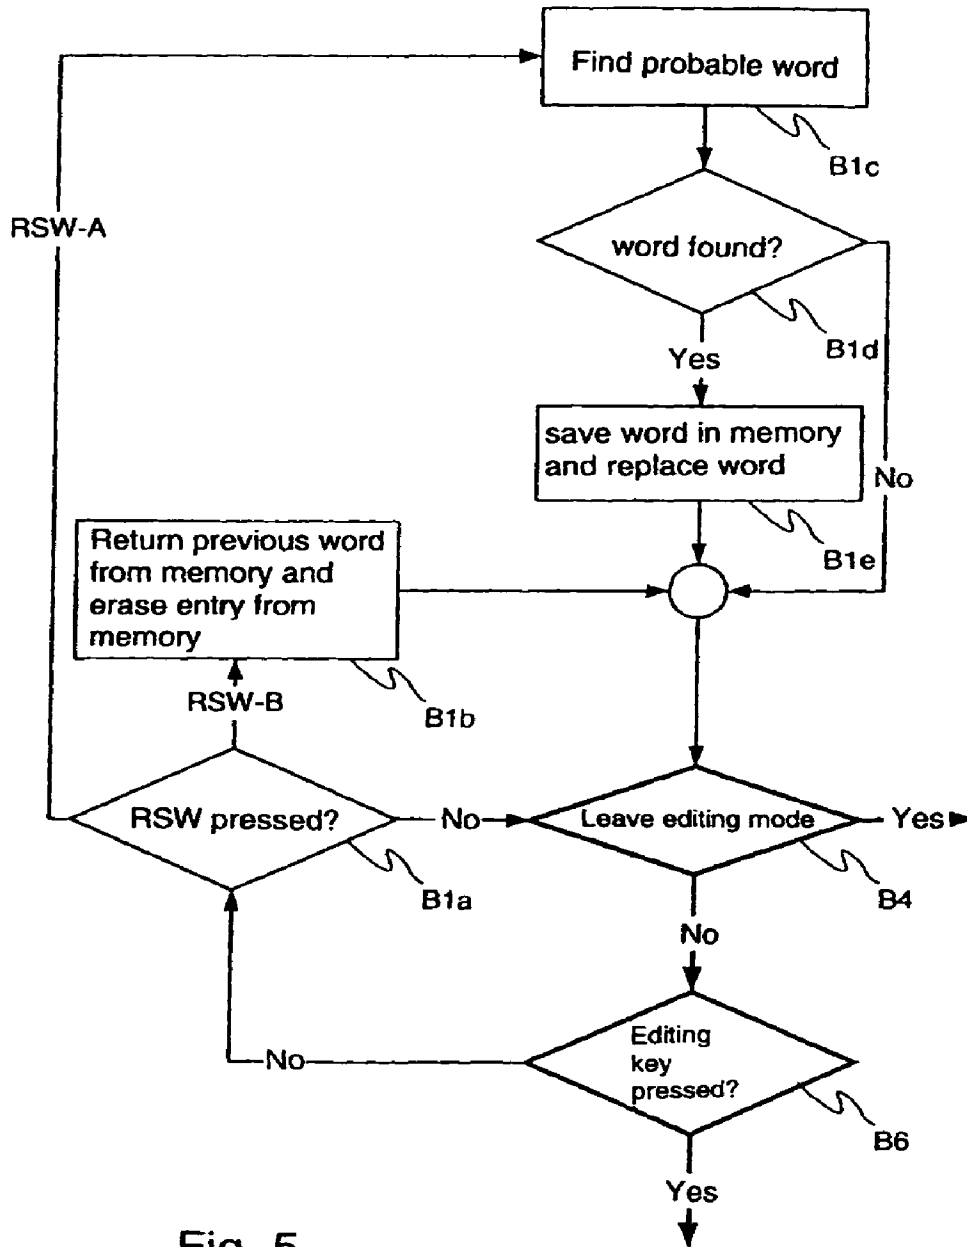 Find probable word
B1c
RSW-A
word found?
B1d
Yes
save word in memory
and replace word
No
B1e
Return previous word
from memory and
erase entry from
memory
RSW-B
B1b
RSW pressed?
No
Leave editing mode
Yes
B1a
B4
No
Editing
key
pressed?
No
B6
Yes
Fig. 5